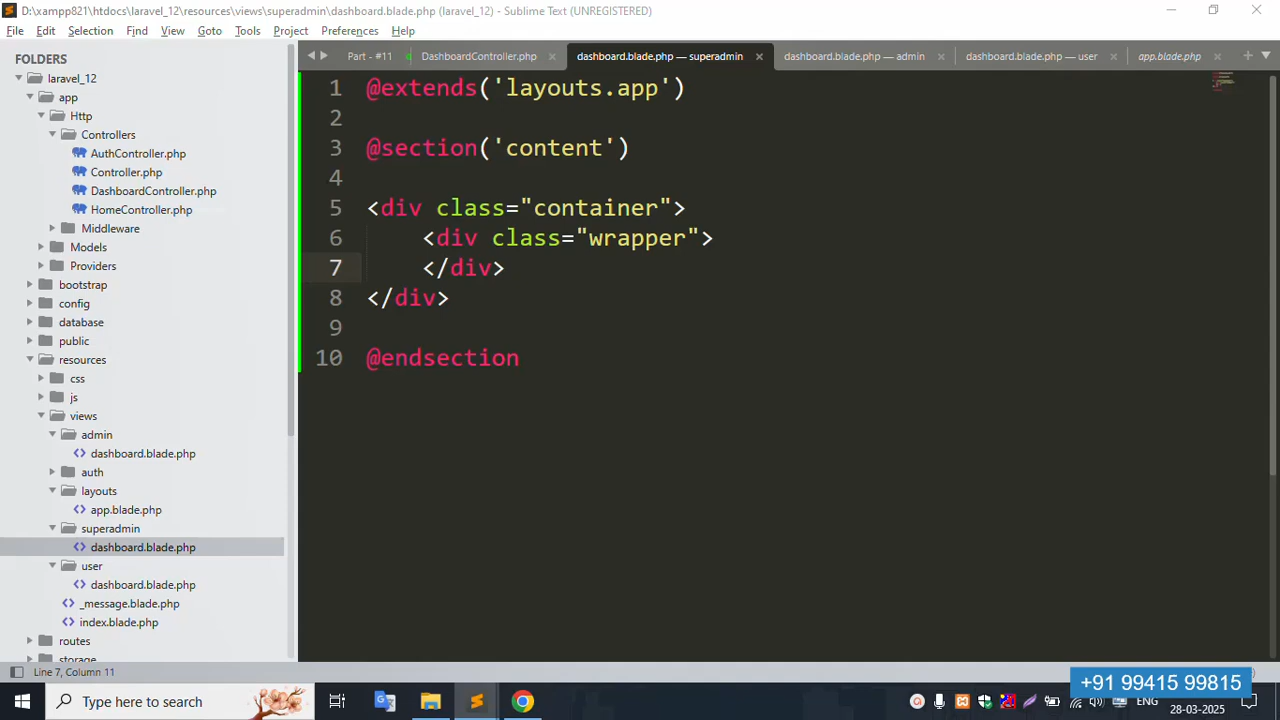 D:\xampp821\htdocs\laravel_12\resources\views\superadmin\dashboard.blade.php (laravel_12) - Sublime Text (UNREGISTERED)
File Edit Selection Find View Goto Tools Project Preferences Help
FOLDERS
laravel_12
app
Http
Controllers
AuthController.php
Controller.php
DashboardController.php
HomeController.php
Middleware
Models
Providers
bootstrap
config
database
public
resources
css
js
views
admin
dashboard.blade.php
auth
layouts
app.blade.php
superadmin
dashboard.blade.php
user
dashboard.blade.php
_message.blade.php
index.blade.php
routes
storage
Part - #11 DashboardController.php dashboard.blade.php — superadmin dashboard.blade.php — admin dashboard.blade.php — user app.blade.php
1 @extends('layouts.app')
2
3 @section('content')
4
5 <div class="container">
6 <div class="wrapper">
7 </div>
8 </div>
9
10 @endsection
Line 7, Column 11
Type here to search
+91 99415 99815
ENG
28-03-2025